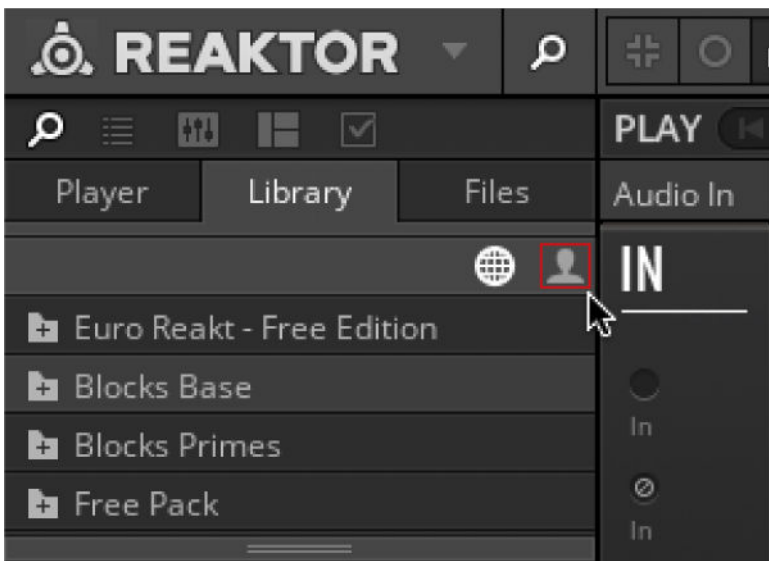 REAKTOR
PLAY
Player Library Files
Audio In
IN
Euro Reakt - Free Edition
Blocks Base
Blocks Primes
Free Pack
In
In